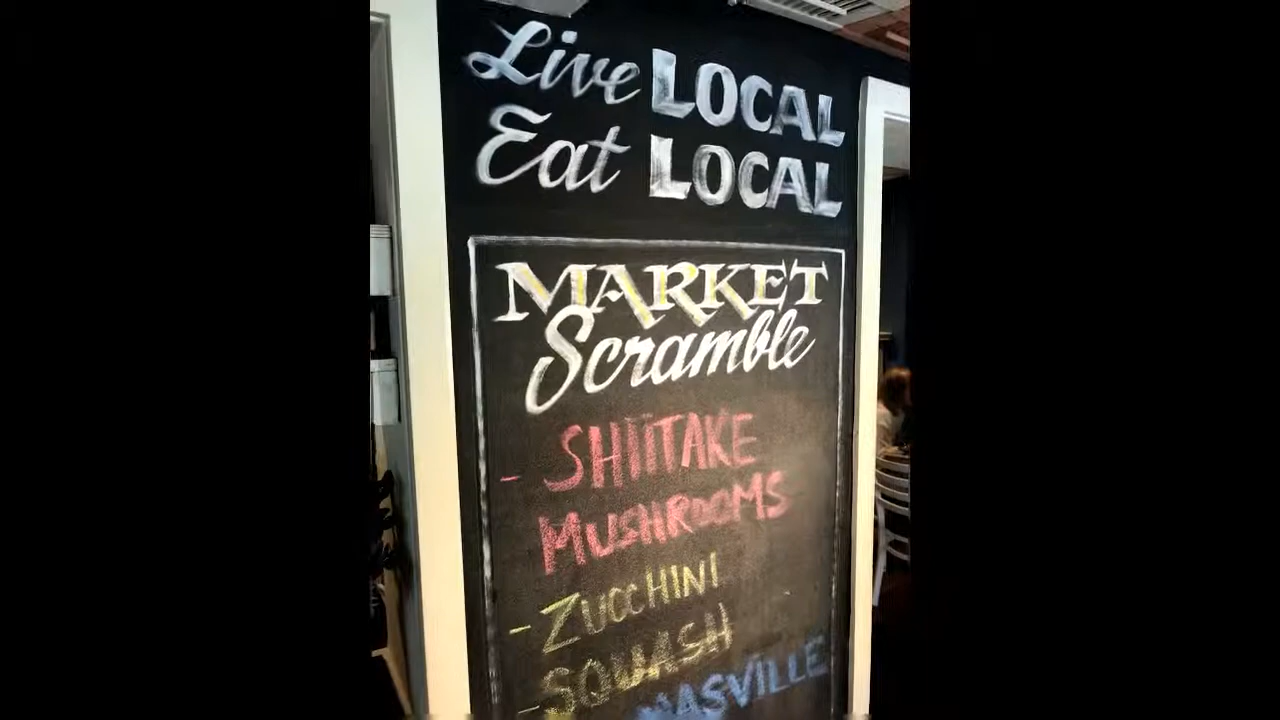 Live LOCAL
Eat LOCAL
MARKET
Scramble
- SHIITAKE
MUSHROOMS
- ZUCCHINI
- SQUASH